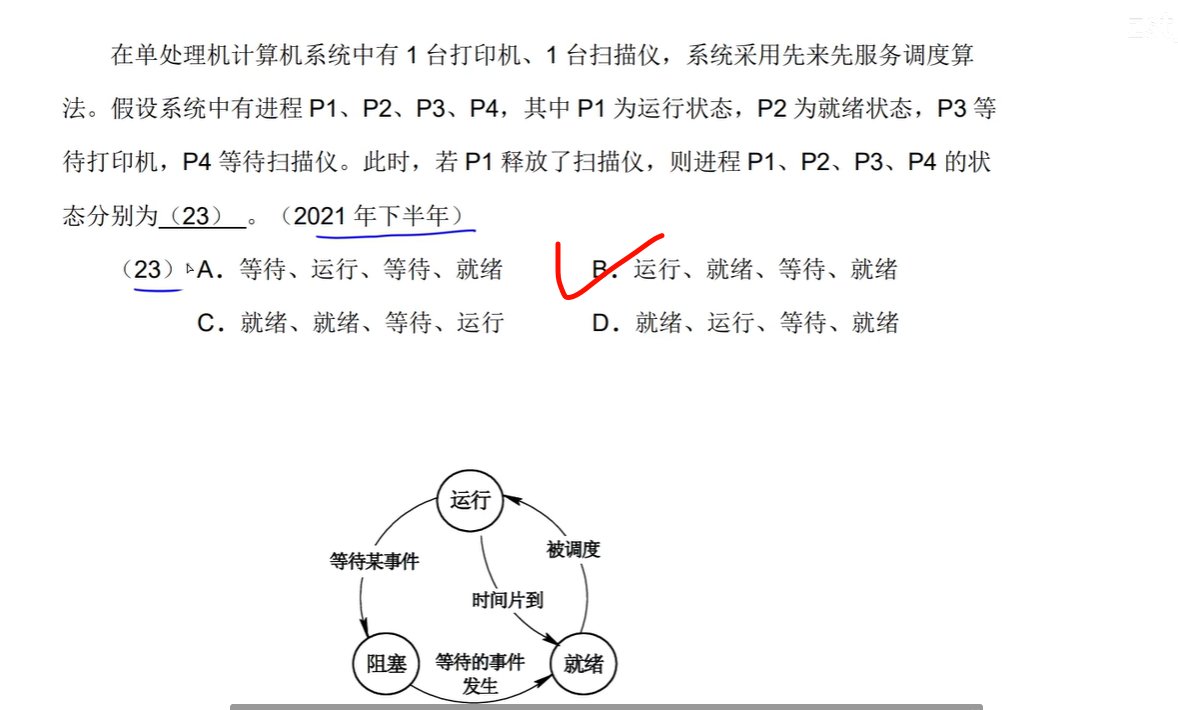 在单处理机计算机系统中有 1 台打印机、1 台扫描仪，系统采用先来先服务调度算
法。假设系统中有进程 P1、P2、P3、P4，其中 P1 为运行状态，P2 为就绪状态，P3 等
待打印机，P4 等待扫描仪。此时，若 P1 释放了扫描仪，则进程 P1、P2、P3、P4 的状
态分别为（23）。（2021 年下半年）
（23）A．等待、运行、等待、就绪 B．运行、就绪、等待、就绪
C．就绪、就绪、等待、运行 D．就绪、运行、等待、就绪
运行
被调度
等待某事件
时间片到
阻塞
等待的事件
发生
就绪